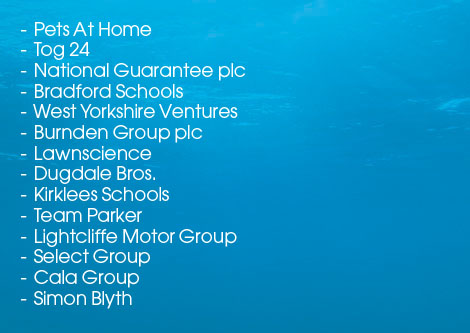 - Pets At Home
- Tog 24
- National Guarantee plc
- Bradford Schools
- West Yorkshire Ventures
- Burnden Group plc
- Lawnscience
- Dugdale Bros.
- Kirklees Schools
- Team Parker
- Lightcliffe Motor Group
- Select Group
- Cala Group
- Simon Blyth